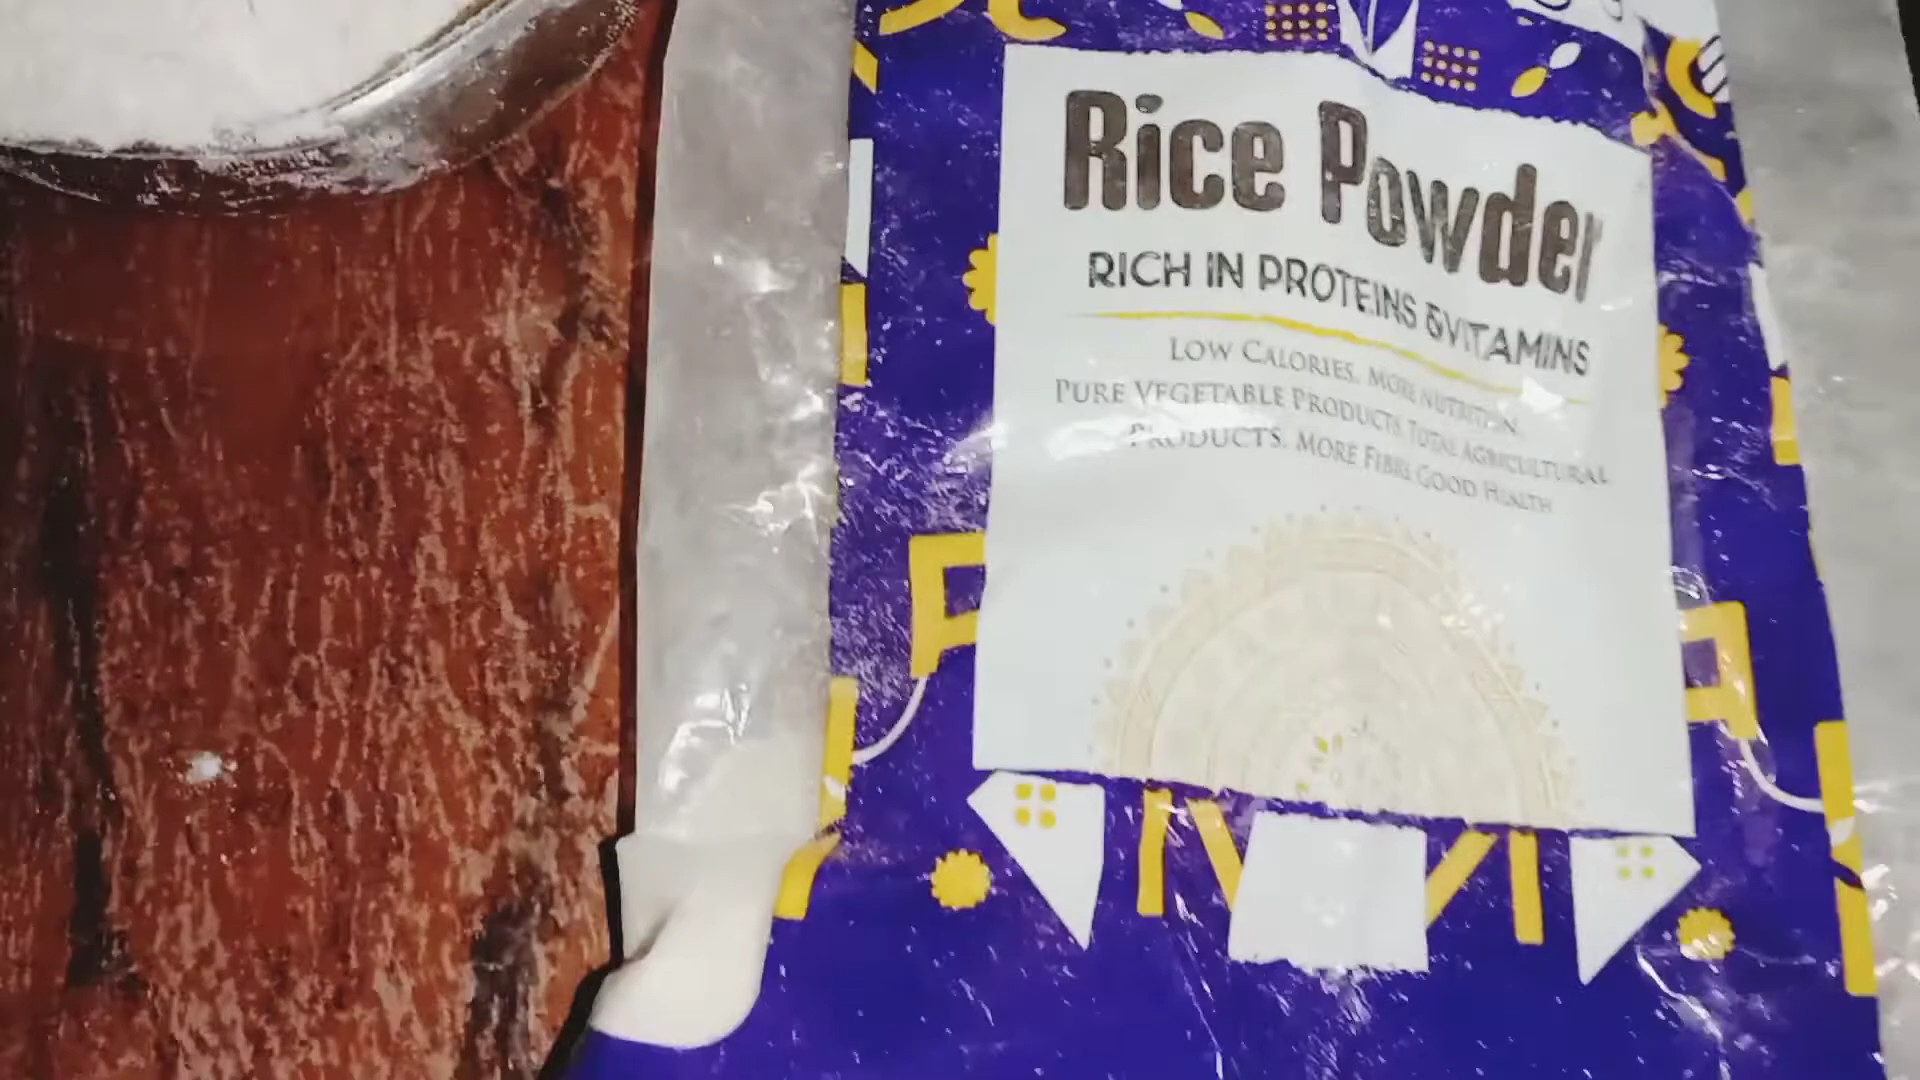 Rice Powder
RICH IN PROTEINS &VITAMINS
LOW CALORIES, MORE NUTRITION.
PURE VEGETABLE PRODUCTS TOTAL AGRICULTURAL
PRODUCTS. MORE FIBRE GOOD HEALTH